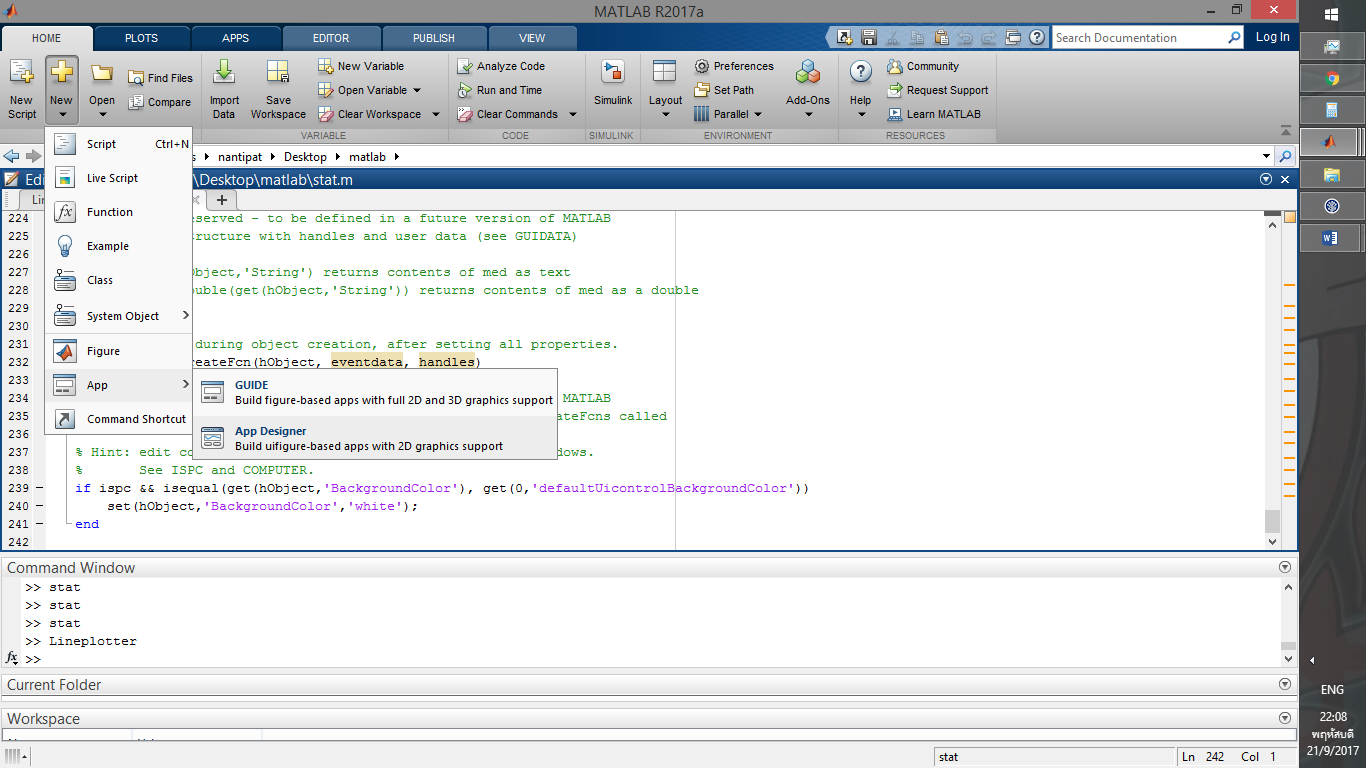 MATLAB R2017a
HOME PLOTS APPS EDITOR PUBLISH VIEW
Search Documentation
Log In
New Script
New
Open
Find Files
Compare
Import Data
Save Workspace
New Variable
Open Variable
Clear Workspace
VARIABLE
Analyze Code
Run and Time
Clear Commands
CODE
Simulink
SIMULINK
Layout
Preferences
Set Path
Parallel
Add-Ons
ENVIRONMENT
Help
Community
Request Support
Learn MATLAB
RESOURCES
s nantipat Desktop matlab
Script Ctrl+N
Live Script
Function
Example
Class
System Object
Figure
App
Command Shortcut
GUIDE
Build figure-based apps with full 2D and 3D graphics support
App Designer
Build uifigure-based apps with 2D graphics support
Edi \Desktop\matlab\stat.m
Lin +
224 eserved - to be defined in a future version of MATLAB
225 tructure with handles and user data (see GUIDATA)
226
227 Object,'String') returns contents of med as text
228 ouble(get(hObject,'String')) returns contents of med as a double
229
230
231 during object creation, after setting all properties.
232 reateFcn(hObject, eventdata, handles)
233
234 MATLAB
235 ateFcns called
236
237 % Hint: edit co dows.
238 % See ISPC and COMPUTER.
239 if ispc && isequal(get(hObject,'BackgroundColor'), get(0,'defaultUicontrolBackgroundColor'))
240 set(hObject,'BackgroundColor','white');
241 end
242
Command Window
>> stat
>> stat
>> stat
>> Lineplotter
fx >>
Current Folder
Workspace
stat
Ln 242 Col 1
ENG
22:08
พฤหัสบดี
21/9/2017